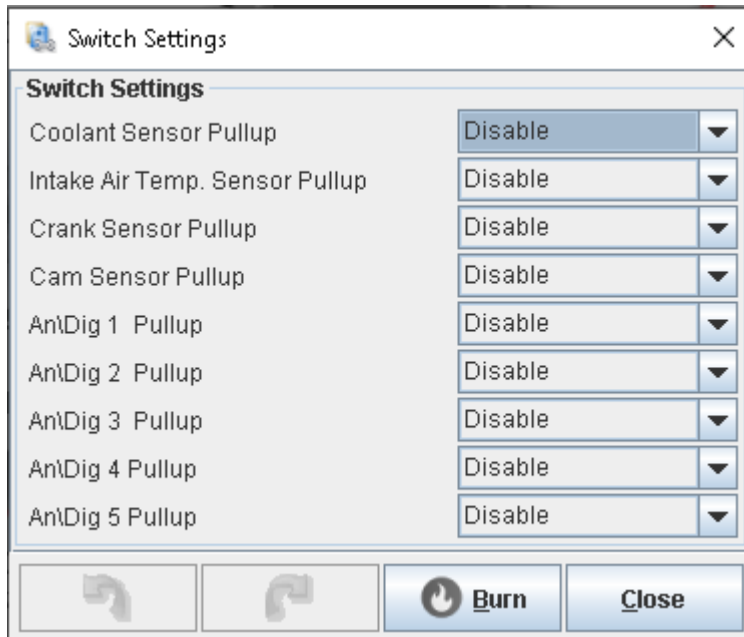 Switch Settings
Switch Settings
Coolant Sensor Pullup Disable
Intake Air Temp. Sensor Pullup Disable
Crank Sensor Pullup Disable
Cam Sensor Pullup Disable
An\Dig 1  Pullup Disable
An\Dig 2  Pullup Disable
An\Dig 3  Pullup Disable
An\Dig 4 Pullup Disable
An\Dig 5 Pullup Disable
Burn Close